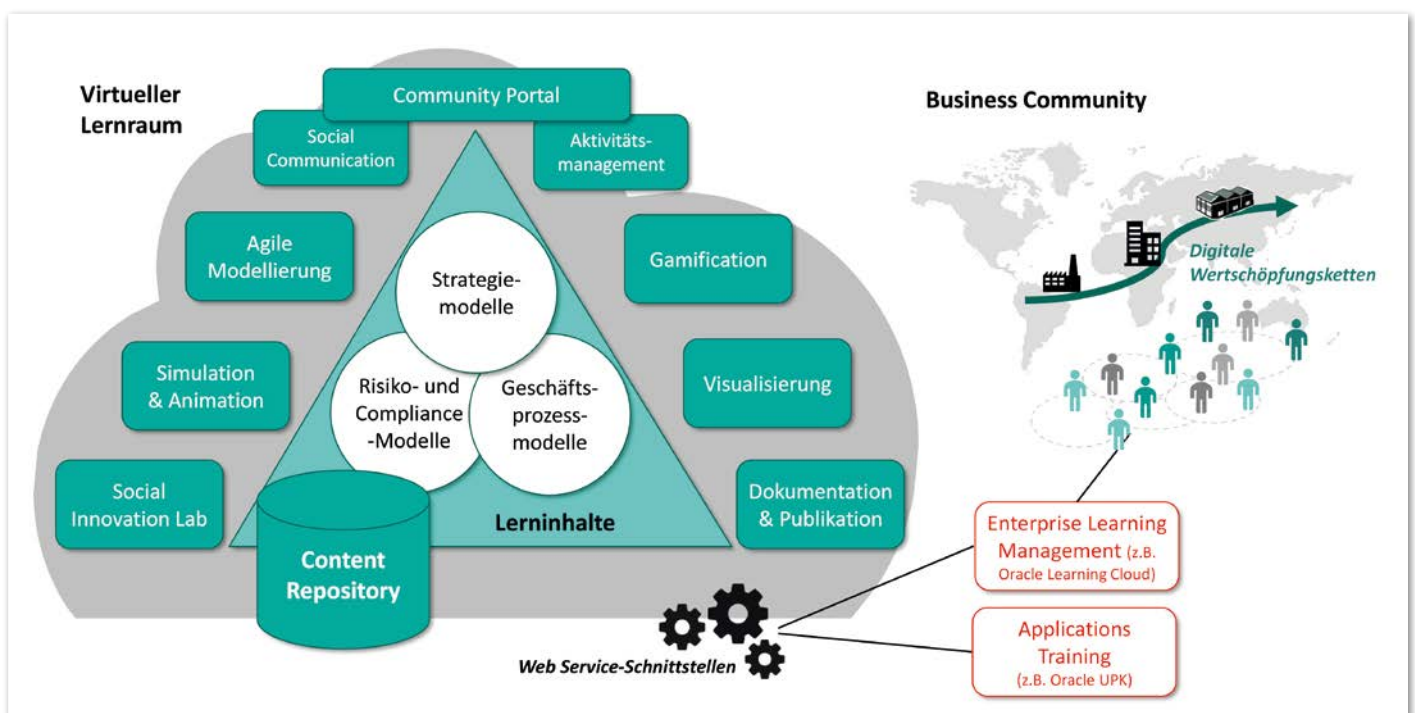 Virtueller
Lernraum
Community Portal
Social
Communication
Aktivitäts-
management
Agile
Modellierung
Gamification
Strategie-
modelle
Simulation
& Animation
Risiko- und
Compliance
-Modelle
Geschäfts-
prozess-
modelle
Visualisierung
Social
Innovation Lab
Lerninhalte
Dokumentation
& Publikation
Content
Repository
Web Service-Schnittstellen
Business Community
Digitale
Wertschöpfungsketten
Enterprise Learning
Management (z.B.
Oracle Learning Cloud)
Applications
Training
(z.B. Oracle UPK)